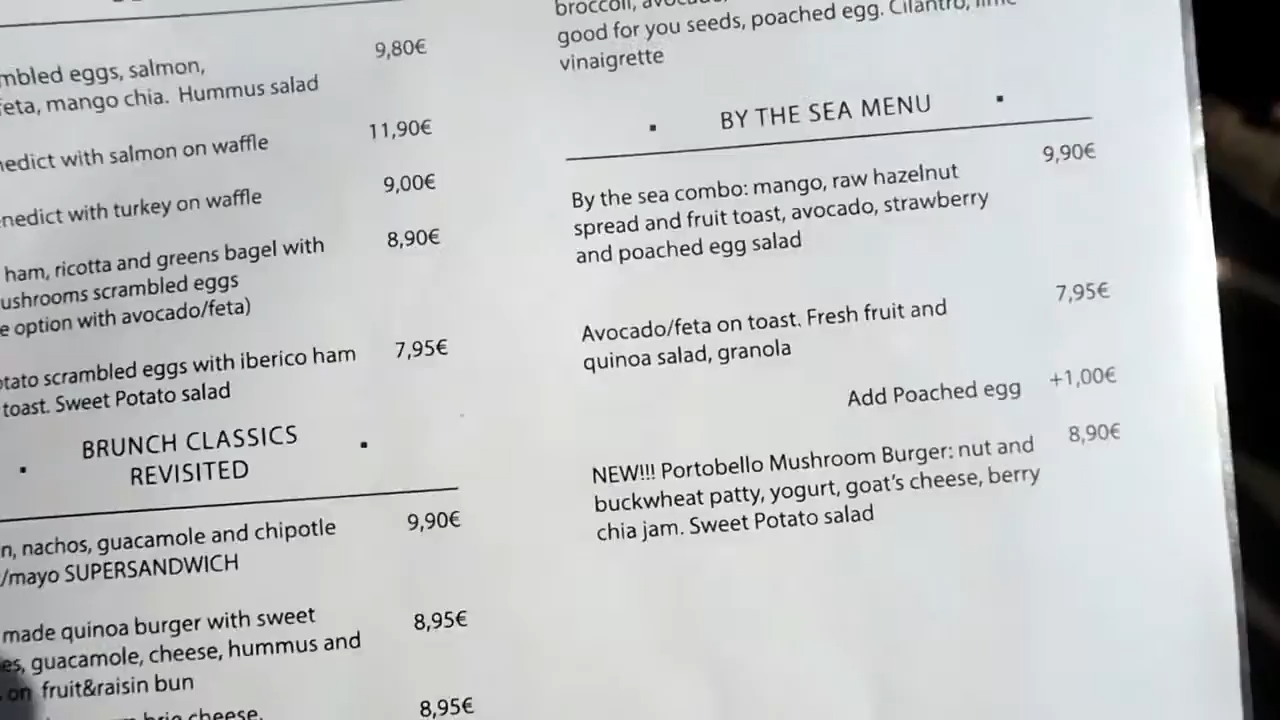 9,80€
eggs, salmon,
feta, mango chia. Hummus salad
11,90€
with salmon on waffle
9,00€
with turkey on waffle
8,90€
ham, ricotta and greens bagel with
scrambled eggs
option with avocado/feta)
7,95€
scrambled eggs with iberico ham
toast. Sweet Potato salad
BRUNCH CLASSICS
REVISITED
9,90€
nachos, guacamole and chipotle
/mayo SUPERSANDWICH
8,95€
made quinoa burger with sweet
guacamole, cheese, hummus and
on fruit&raisin bun
8,95€
brie cheese,
broccoli,
good for you seeds, poached egg. Cilantro, lime
vinaigrette
BY THE SEA MENU
9,90€
By the sea combo: mango, raw hazelnut
spread and fruit toast, avocado, strawberry
and poached egg salad
7,95€
Avocado/feta on toast. Fresh fruit and
quinoa salad, granola
Add Poached egg +1,00€
8,90€
NEW!!! Portobello Mushroom Burger: nut and
buckwheat patty, yogurt, goat's cheese, berry
chia jam. Sweet Potato salad